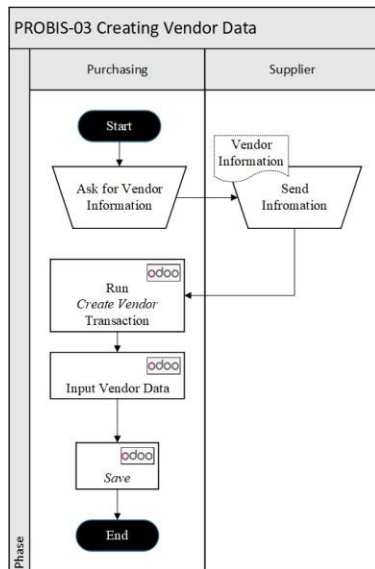 PROBIS-03 Creating Vendor Data
Purchasing
Supplier
Start
Vendor
Information
Ask for Vendor
Information
Send
Infromation
odoo
Run
Create Vendor
Transaction
odoo
Input Vendor Data
odoo
Save
End
Phase